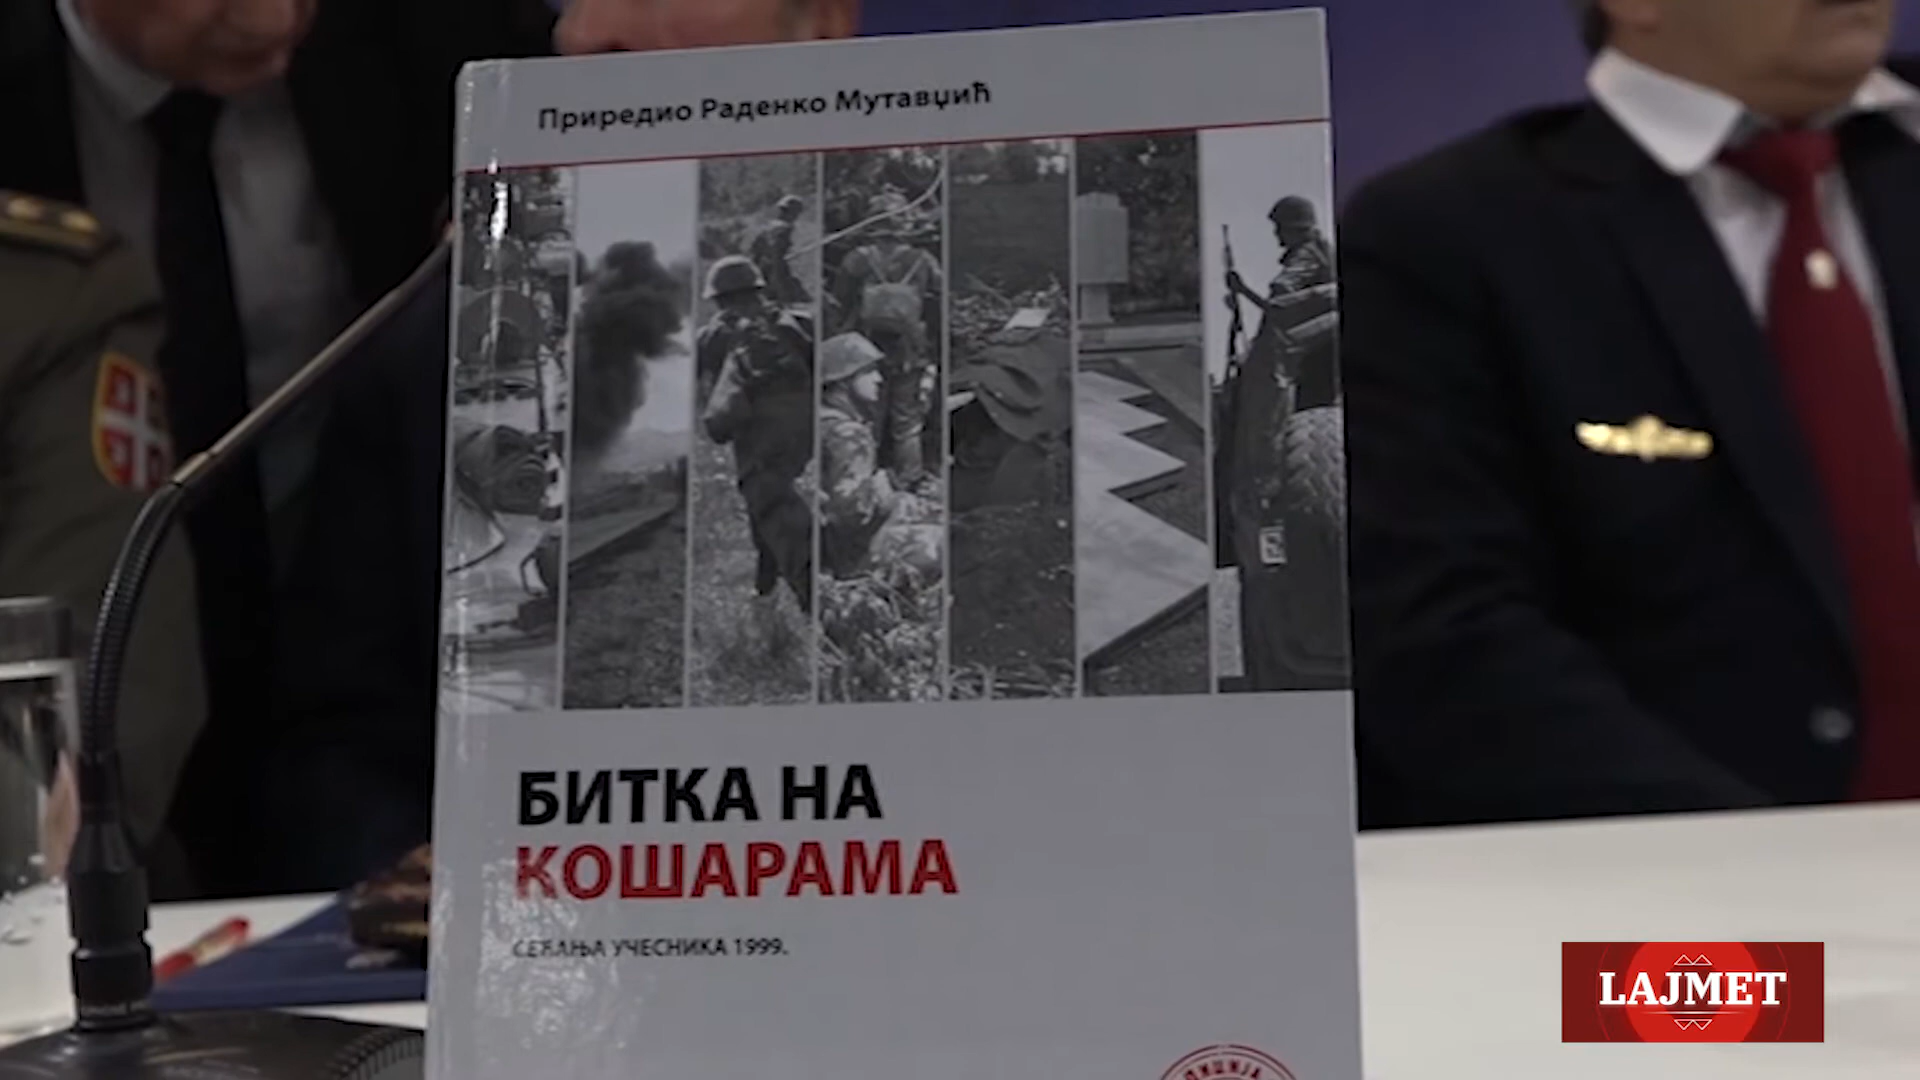 Приредио Раденко Мутавџић
БИТКА НА
КОШАРАМА
СЕЋАЊА УЧЕСНИКА 1999.
LAJMET